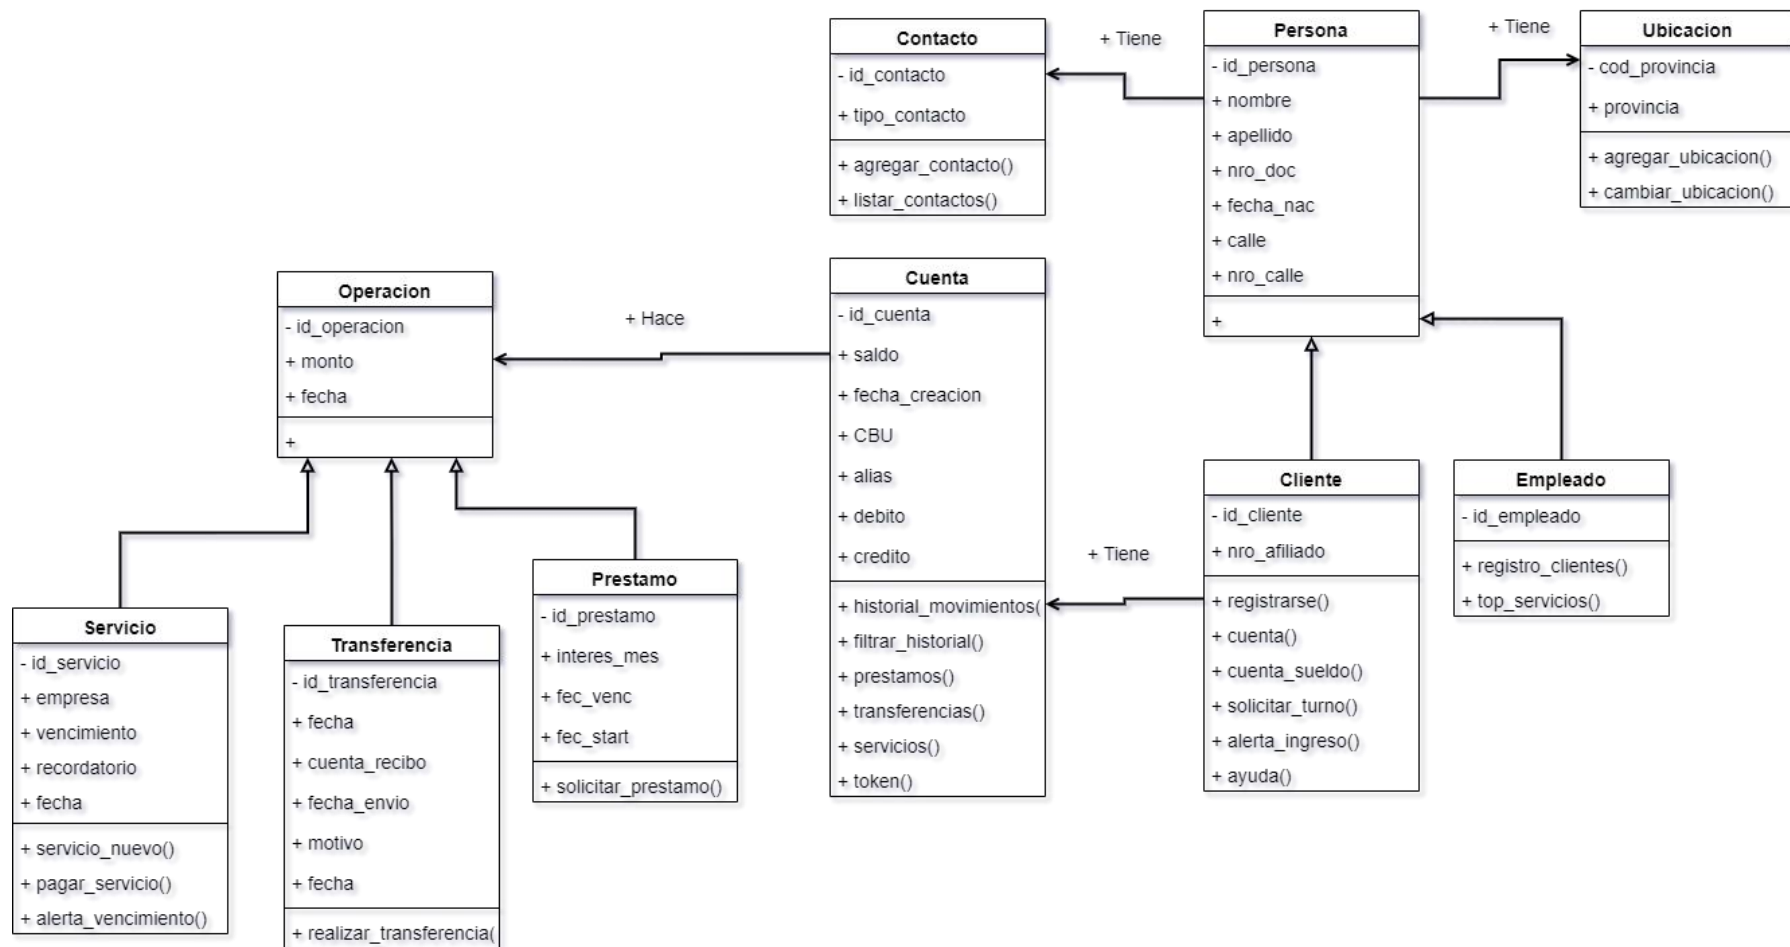 Contacto
- id_contacto
+ tipo_contacto
+ agregar_contacto()
+ listar_contactos()
+ Tiene
Persona
- id_persona
+ nombre
+ apellido
+ nro_doc
+ fecha_nac
+ calle
+ nro_calle
+
+ Tiene
Ubicacion
- cod_provincia
+ provincia
+ agregar_ubicacion()
+ cambiar_ubicacion()
Operacion
- id_operacion
+ monto
+ fecha
+
+ Hace
Cuenta
- id_cuenta
+ saldo
+ fecha_creacion
+ CBU
+ alias
+ debito
+ credito
+ historial_movimientos(
+ filtrar_historial()
+ prestamos()
+ transferencias()
+ servicios()
+ token()
+ Tiene
Cliente
- id_cliente
+ nro_afiliado
+ registrarse()
+ cuenta()
+ cuenta_sueldo()
+ solicitar_turno()
+ alerta_ingreso()
+ ayuda()
Empleado
- id_empleado
+ registro_clientes()
+ top_servicios()
Servicio
- id_servicio
+ empresa
+ vencimiento
+ recordatorio
+ fecha
+ servicio_nuevo()
+ pagar_servicio()
+ alerta_vencimiento()
Transferencia
- id_transferencia
+ fecha
+ cuenta_recibo
+ fecha_envio
+ motivo
+ fecha
+ realizar_transferencia(
Prestamo
- id_prestamo
+ interes_mes
+ fec_venc
+ fec_start
+ solicitar_prestamo()